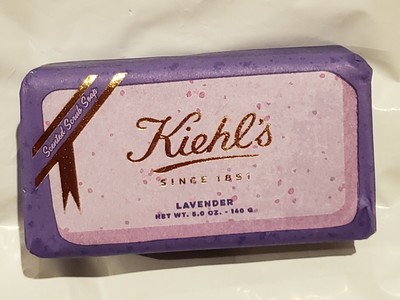 Scented Scrub Soap
Kiehl's
SINCE 1851
LAVENDER
NET WT. 5.0 OZ. - 140 G